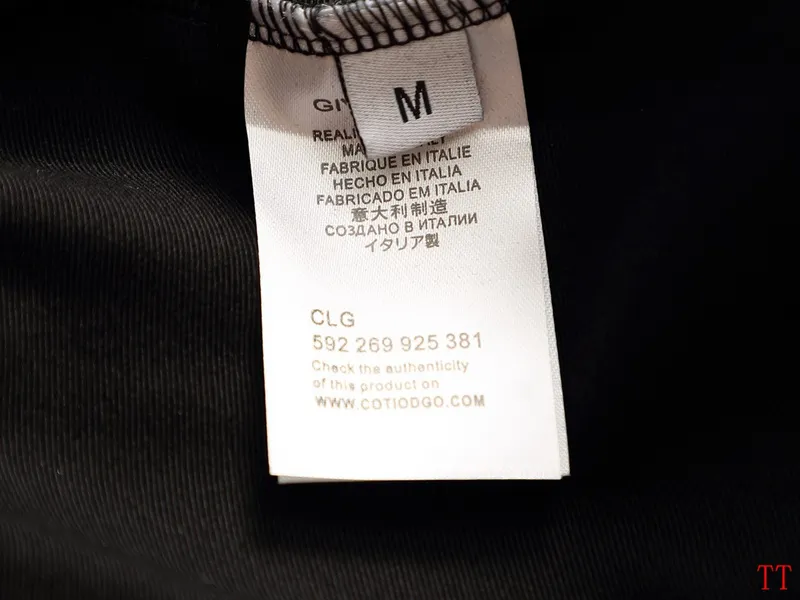 M
FABRIQUE EN ITALIE
HECHO EN ITALIA
FABRICADO EM ITALIA
意大利制造
СОЗДАНО В ИТАЛИИ
イタリア製
CLG
592 269 925 381
Check the authenticity
of this product on
WWW.COTIODGO.COM
TT